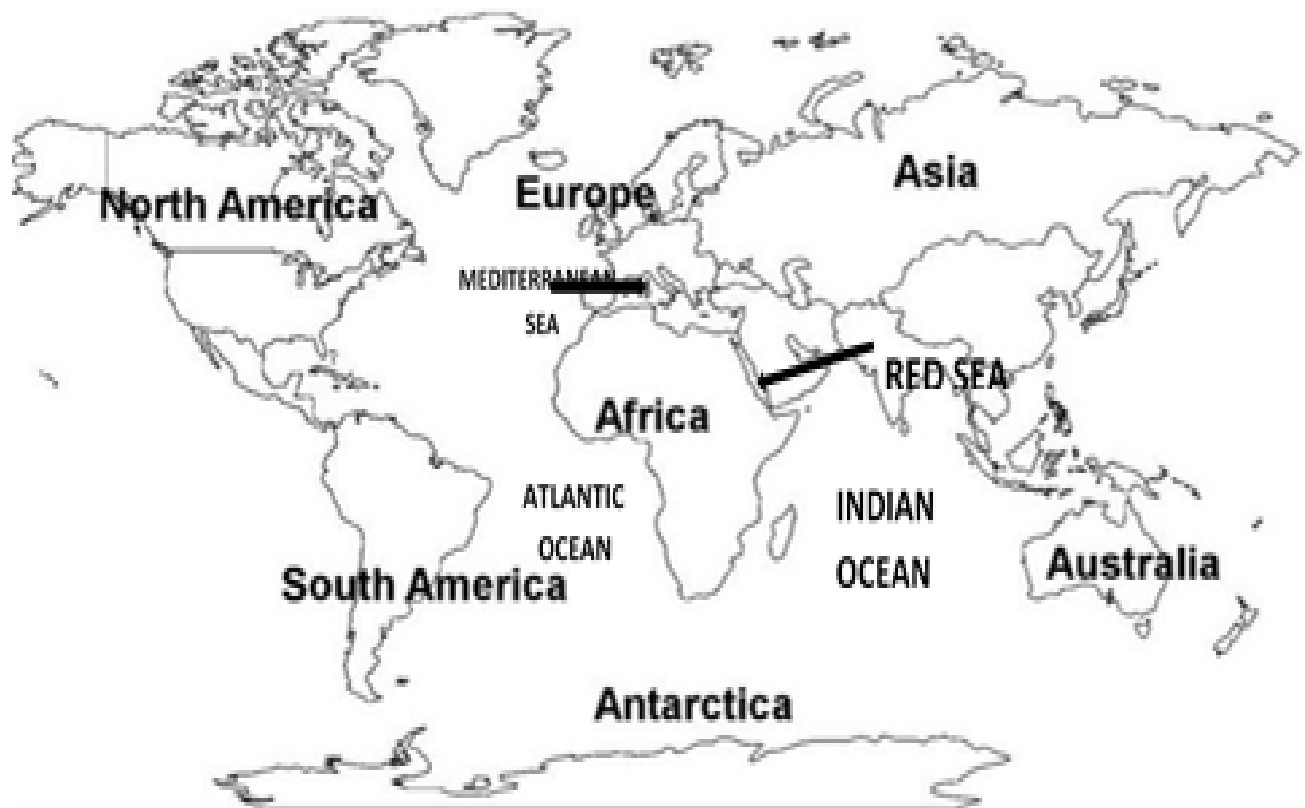 Asia
Europe
North America
MEDITERRANEAN
SEA
RED SEA
Africa
ATLANTIC
OCEAN
INDIAN
OCEAN
Australia
South America
Antarctica